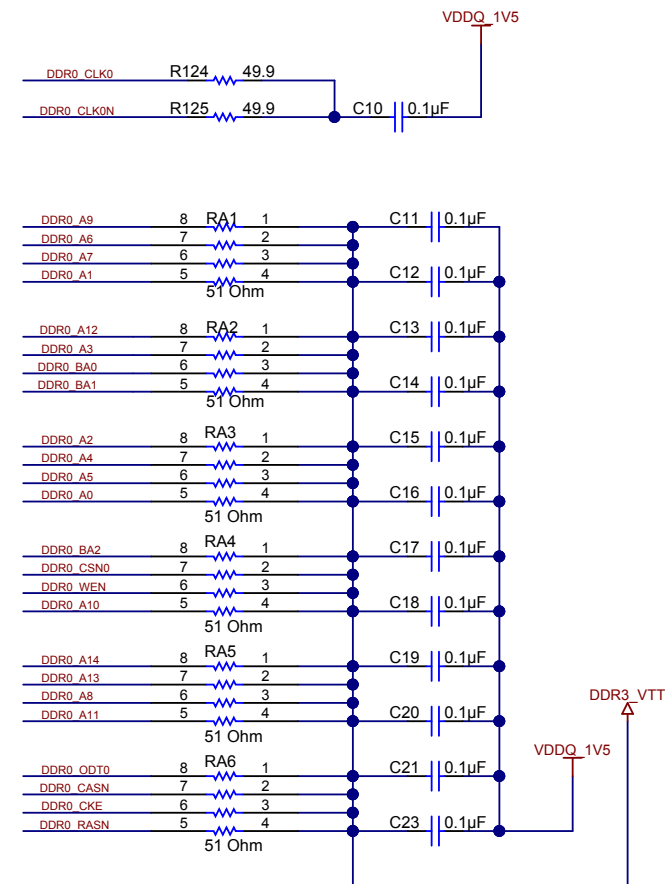 VDDQ_1V5
DDR0_CLK0 R124 49.9
DDR0_CLK0N R125 49.9 C10 0.1µF
DDR0_A9 8 RA1 1 C11 0.1µF
DDR0_A6 7 2
DDR0_A7 6 3
DDR0_A1 5 4 C12 0.1µF
51 Ohm
DDR0_A12 8 RA2 1 C13 0.1µF
DDR0_A3 7 2
DDR0_BA0 6 3
DDR0_BA1 5 4 C14 0.1µF
51 Ohm
DDR0_A2 8 RA3 1 C15 0.1µF
DDR0_A4 7 2
DDR0_A5 6 3
DDR0_A0 5 4 C16 0.1µF
51 Ohm
DDR0_BA2 8 RA4 1 C17 0.1µF
DDR0_CSN0 7 2
DDR0_WEN 6 3
DDR0_A10 5 4 C18 0.1µF
51 Ohm
DDR0_A14 8 RA5 1 C19 0.1µF
DDR0_A13 7 2
DDR0_A8 6 3
DDR3_VTT
DDR0_A11 5 4 C20 0.1µF
51 Ohm
VDDQ_1V5
DDR0_ODT0 8 RA6 1 C21 0.1µF
DDR0_CASN 7 2
DDR0_CKE 6 3
DDR0_RASN 5 4 C23 0.1µF
51 Ohm